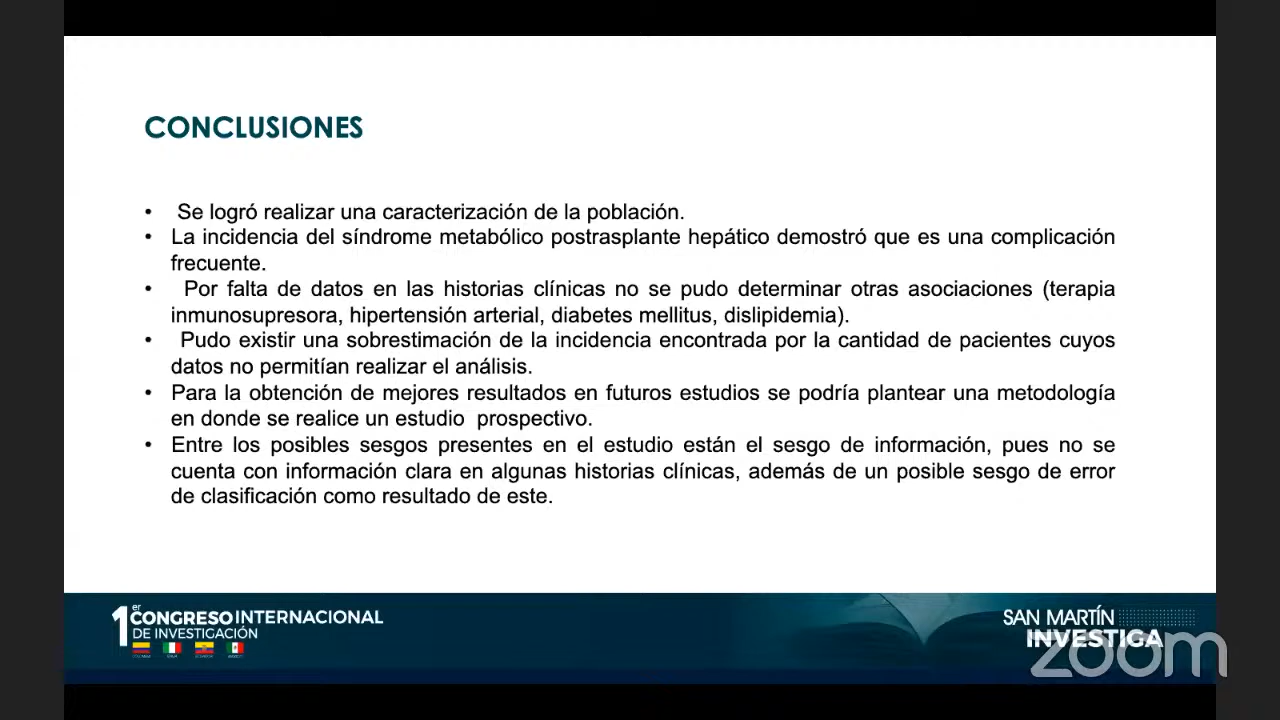 CONCLUSIONES
• Se logró realizar una caracterización de la población.
• La incidencia del síndrome metabólico postrasplante hepático demostró que es una complicación
frecuente.
• Por falta de datos en las historias clínicas no se pudo determinar otras asociaciones (terapia
inmunosupresora, hipertensión arterial, diabetes mellitus, dislipidemia).
• Pudo existir una sobrestimación de la incidencia encontrada por la cantidad de pacientes cuyos
datos no permitían realizar el análisis.
• Para la obtención de mejores resultados en futuros estudios se podría plantear una metodología
en donde se realice un estudio prospectivo.
• Entre los posibles sesgos presentes en el estudio están el sesgo de información, pues no se
cuenta con información clara en algunas historias clínicas, además de un posible sesgo de error
de clasificación como resultado de este.
1er CONGRESO INTERNACIONAL
DE INVESTIGACIÓN
SAN MARTÍN
INVESTIGA
zoom